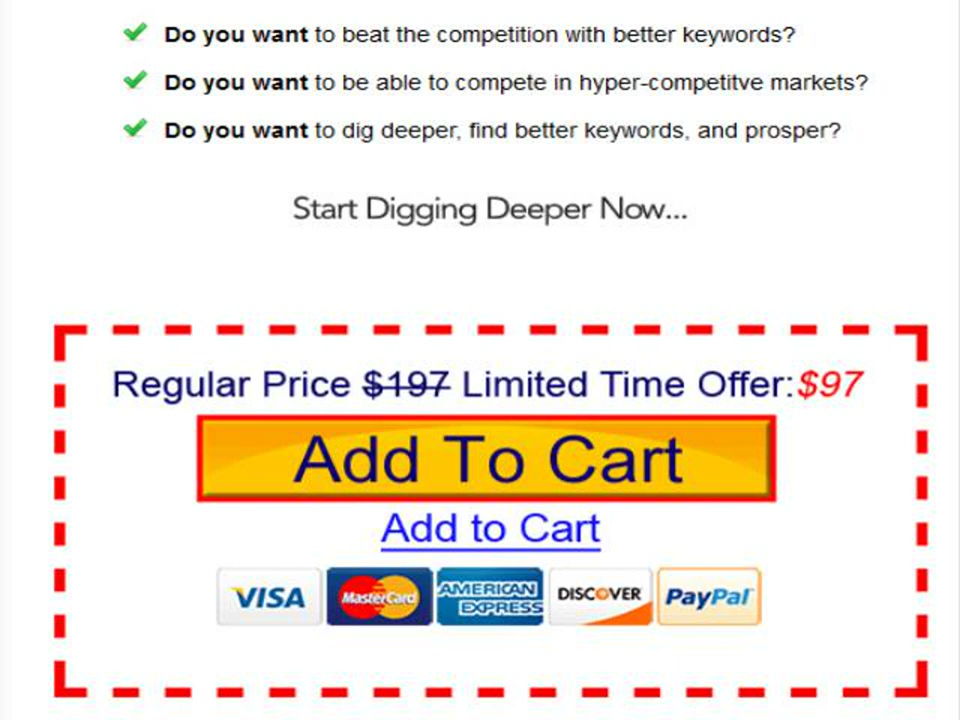 Do you want to beat the competition with better keywords?
Do you want to be able to compete in hyper-competitve markets?
Do you want to dig deeper, find better keywords, and prosper?
Start Digging Deeper Now...
Regular Price $197 Limited Time Offer:$97
Add To Cart
Add to Cart
VISA MasterCard AMERICAN EXPRESS DISCOVER PayPal